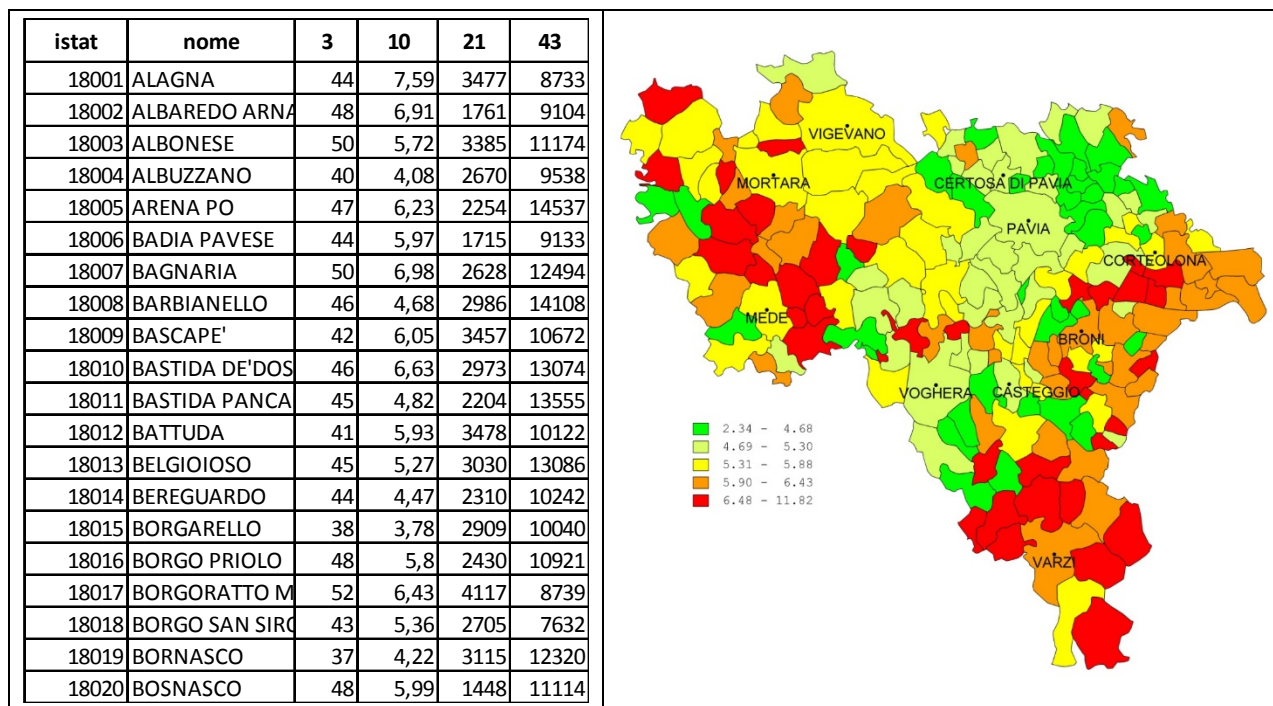 istat nome 3 10 21 43
18001 ALAGNA 44 7,59 3477 8733
18002 ALBAREDO ARNA 48 6,91 1761 9104
18003 ALBONESE 50 5,72 3385 11174
18004 ALBUZZANO 40 4,08 2670 9538
18005 ARENA PO 47 6,23 2254 14537
18006 BADIA PAVESE 44 5,97 1715 9133
18007 BAGNARIA 50 6,98 2628 12494
18008 BARBIANELLO 46 4,68 2986 14108
18009 BASCAPE' 42 6,05 3457 10672
18010 BASTIDA DE'DOS 46 6,63 2973 13074
18011 BASTIDA PANCA 45 4,82 2204 13555
18012 BATTUDA 41 5,93 3478 10122
18013 BELGIOIOSO 45 5,27 3030 13086
18014 BEREGUARDO 44 4,47 2310 10242
18015 BORGARELLO 38 3,78 2909 10040
18016 BORGO PRIOLO 48 5,8 2430 10921
18017 BORGORATTO M 52 6,43 4117 8739
18018 BORGO SAN SIRO 43 5,36 2705 7632
18019 BORNASCO 37 4,22 3115 12320
18020 BOSNASCO 48 5,99 1448 11114
VIGEVANO
MORTARA
CERTOSA DI PAVIA
PAVIA
CORTEOLONA
MEDE
BRONI
VOGHERA
CASTEGGIO
2.34 - 4.68
4.69 - 5.30
5.31 - 5.88
5.90 - 6.43
6.48 - 11.82
VARZI